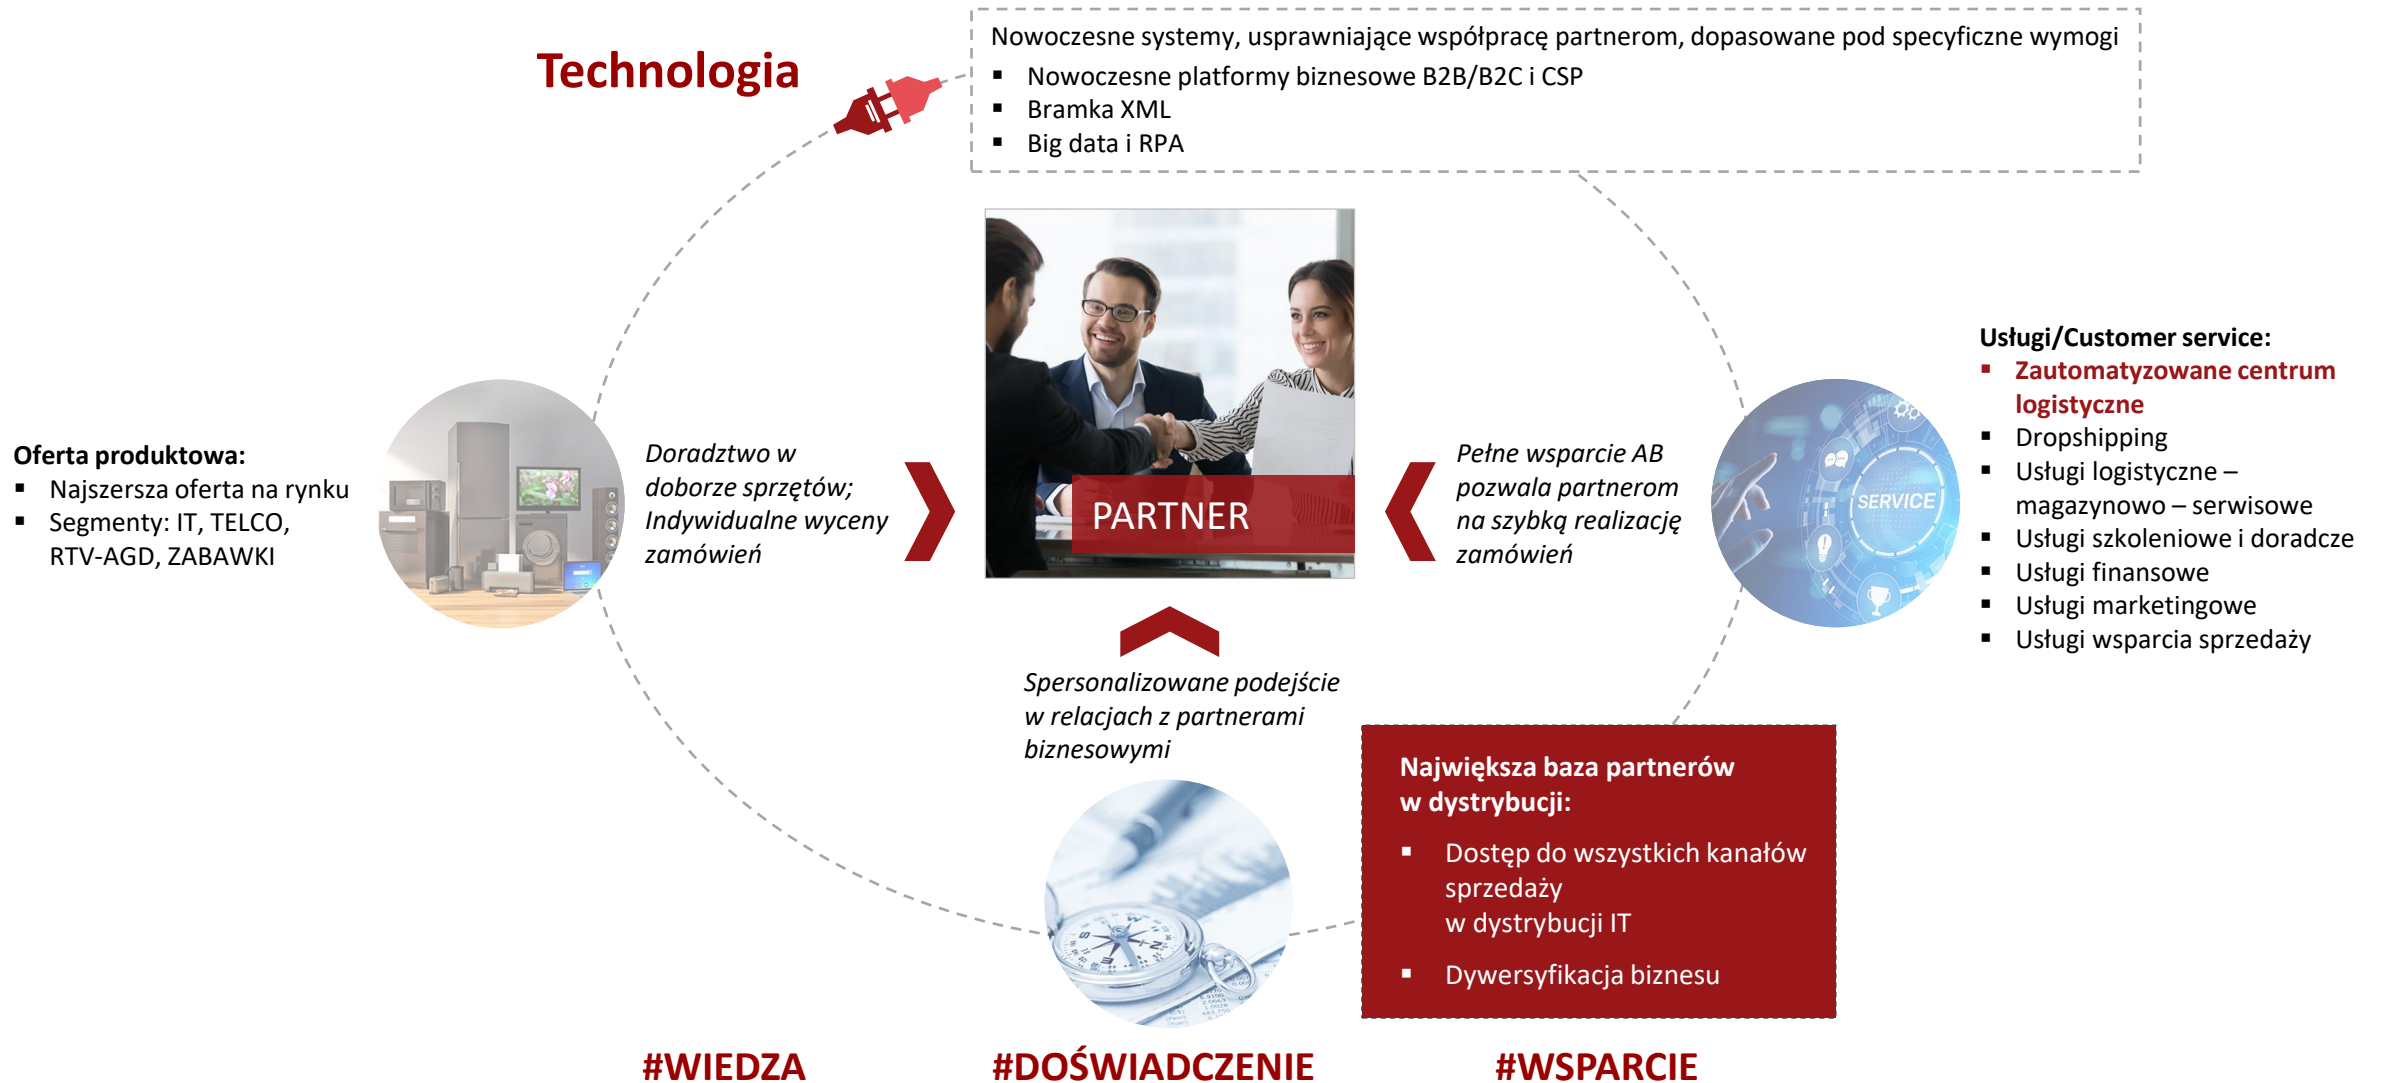 Technologia
Nowoczesne systemy, usprawniające współpracę partnerom, dopasowane pod specyficzne wymogi
▪ Nowoczesne platformy biznesowe B2B/B2C i CSP
▪ Bramka XML
▪ Big data i RPA
Oferta produktowa:
▪ Najszersza oferta na rynku
▪ Segmenty: IT, TELCO,
RTV-AGD, ZABAWKI
Doradztwo w
doborze sprzętów;
Indywidualne wyceny
zamówień
PARTNER
Pełne wsparcie AB
pozwala partnerom
na szybką realizację
zamówień
SERVICE
Usługi/Customer service:
▪ Zautomatyzowane centrum
logistyczne
▪ Dropshipping
▪ Usługi logistyczne –
magazynowo – serwisowe
▪ Usługi szkoleniowe i doradcze
▪ Usługi finansowe
▪ Usługi marketingowe
▪ Usługi wsparcia sprzedaży
Spersonalizowane podejście
w relacjach z partnerami
biznesowymi
Największa baza partnerów
w dystrybucji:
▪ Dostęp do wszystkich kanałów
sprzedaży
w dystrybucji IT
▪ Dywersyfikacja biznesu
#WIEDZA
#DOŚWIADCZENIE
#WSPARCIE